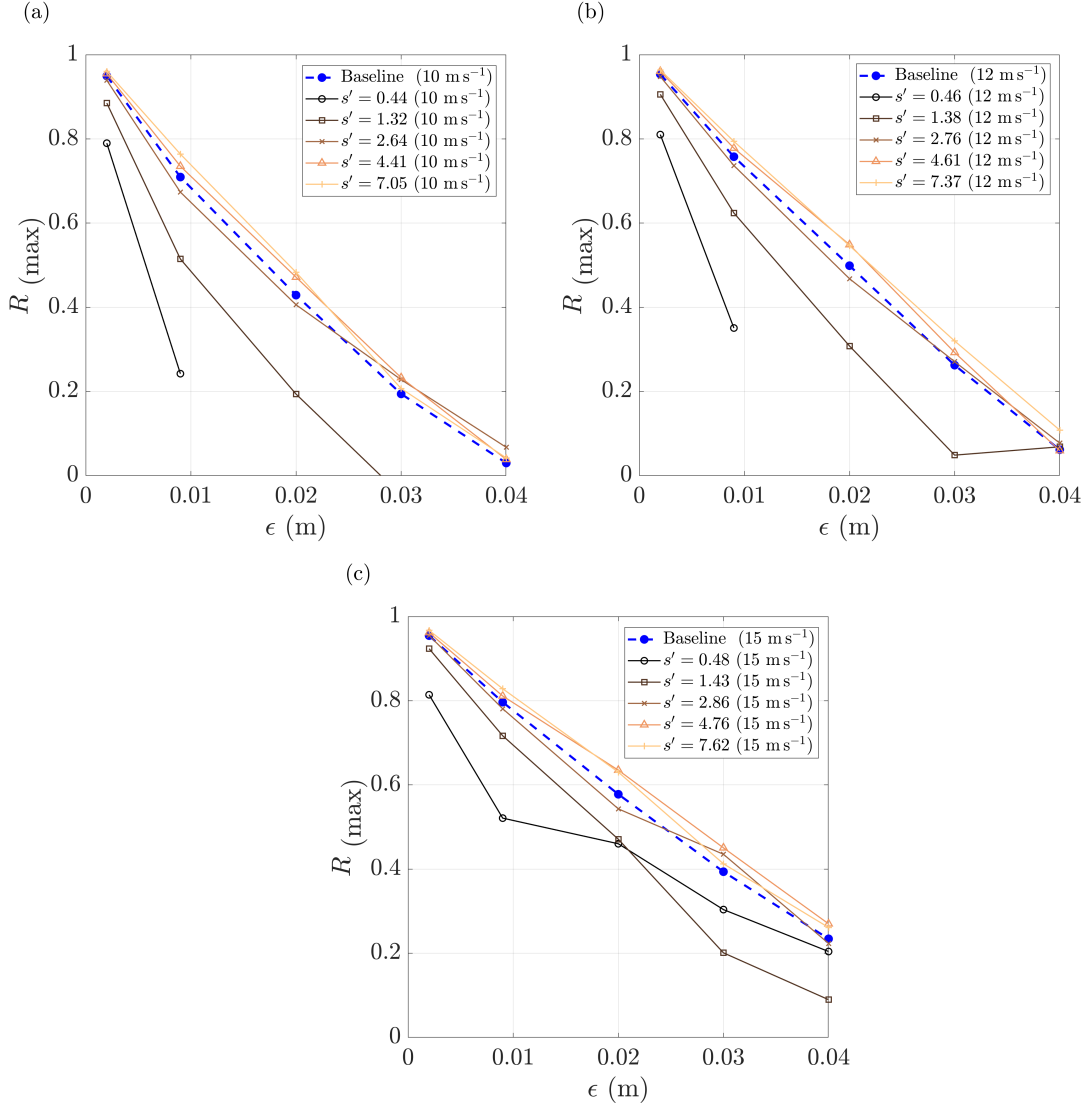 (a)
1
0.8
0.6
0.4
0.2
0
R (max)
0 0.01 0.02 0.03 0.04
ϵ (m)
Baseline (10 m s⁻¹)
s′ = 0.44 (10 m s⁻¹)
s′ = 1.32 (10 m s⁻¹)
s′ = 2.64 (10 m s⁻¹)
s′ = 4.41 (10 m s⁻¹)
s′ = 7.05 (10 m s⁻¹)
(b)
1
0.8
0.6
0.4
0.2
0
R (max)
0 0.01 0.02 0.03 0.04
ϵ (m)
Baseline (12 m s⁻¹)
s′ = 0.46 (12 m s⁻¹)
s′ = 1.38 (12 m s⁻¹)
s′ = 2.76 (12 m s⁻¹)
s′ = 4.61 (12 m s⁻¹)
s′ = 7.37 (12 m s⁻¹)
(c)
1
0.8
0.6
0.4
0.2
0
R (max)
0 0.01 0.02 0.03 0.04
ϵ (m)
Baseline (15 m s⁻¹)
s′ = 0.48 (15 m s⁻¹)
s′ = 1.43 (15 m s⁻¹)
s′ = 2.86 (15 m s⁻¹)
s′ = 4.76 (15 m s⁻¹)
s′ = 7.62 (15 m s⁻¹)